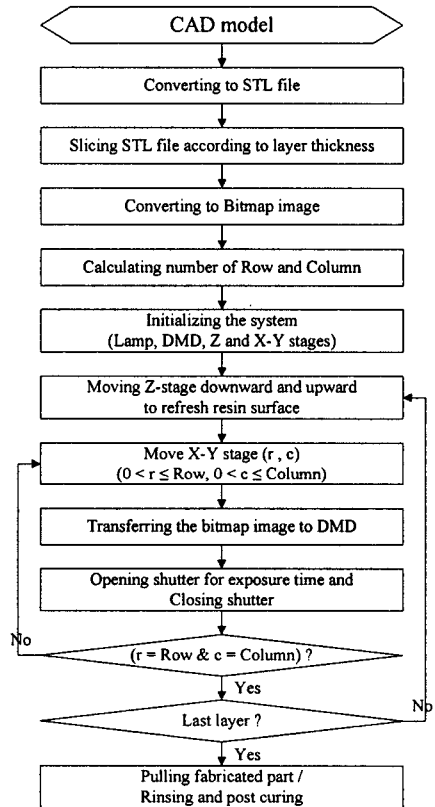 CAD model
Converting to STL file
Slicing STL file according to layer thickness
Converting to Bitmap image
Calculating number of Row and Column
Initializing the system
(Lamp, DMD, Z and X-Y stages)
Moving Z-stage downward and upward
to refresh resin surface
Move X-Y stage (r , c)
(0 < r ≤ Row, 0 < c ≤ Column)
Transferring the bitmap image to DMD
Opening shutter for exposure time and
Closing shutter
No
(r = Row & c = Column) ?
Yes
No
Last layer ?
Yes
Pulling fabricated part /
Rinsing and post curing